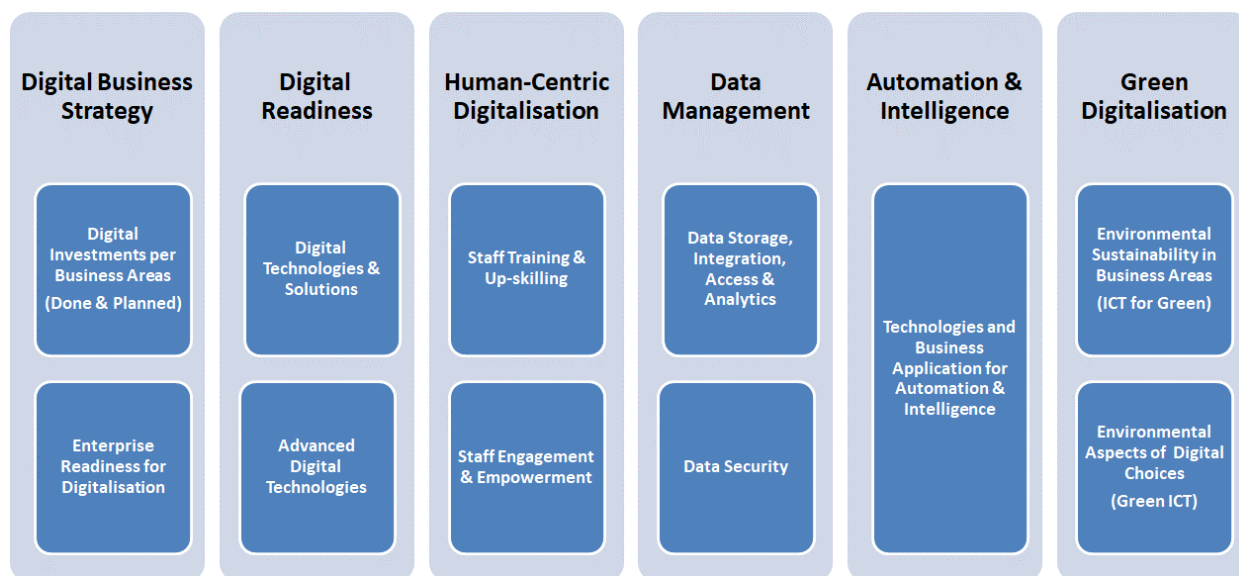 Digital Business
Strategy
Digital
Investments per
Business Areas
(Done & Planned)
Enterprise
Readiness for
Digitalisation
Digital
Readiness
Digital
Technologies &
Solutions
Advanced
Digital
Technologies
Human-Centric
Digitalisation
Staff Training &
Up-skilling
Staff Engagement
& Empowerment
Data
Management
Data Storage,
Integration,
Access &
Analytics
Data Security
Automation &
Intelligence
Technologies and
Business
Application for
Automation &
Intelligence
Green
Digitalisation
Environmental
Sustainability in
Business Areas
(ICT for Green)
Environmental
Aspects of Digital
Choices
(Green ICT)